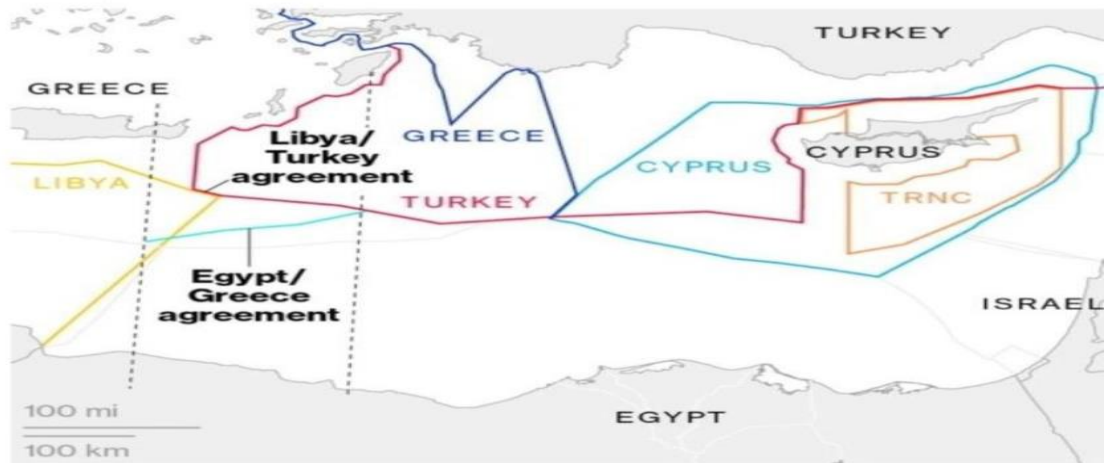 TURKEY
GREECE
Libya/
Turkey
agreement
GREECE
CYPRUS
CYPRUS
LIBYA
TURKEY
TRNC
Egypt/
Greece
agreement
ISRAEL
EGYPT
100 mi
100 km